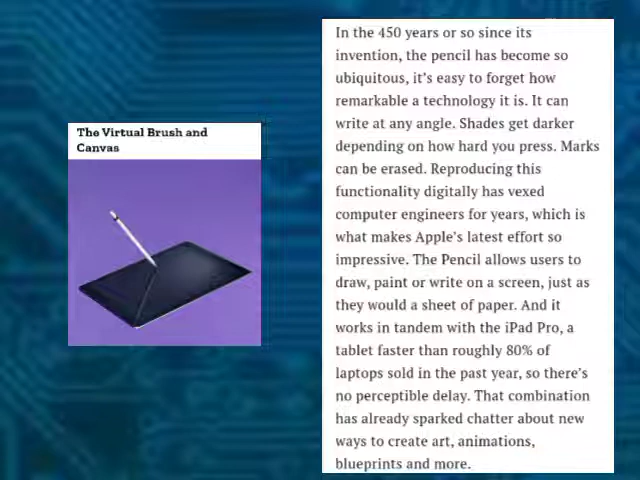 The Virtual Brush and
Canvas
In the 450 years or so since its
invention, the pencil has become so
ubiquitous, it’s easy to forget how
remarkable a technology it is. It can
write at any angle. Shades get darker
depending on how hard you press. Marks
can be erased. Reproducing this
functionality digitally has vexed
computer engineers for years, which is
what makes Apple’s latest effort so
impressive. The Pencil allows users to
draw, paint or write on a screen, just as
they would a sheet of paper. And it
works in tandem with the iPad Pro, a
tablet faster than roughly 80% of
laptops sold in the past year, so there’s
no perceptible delay. That combination
has already sparked chatter about new
ways to create art, animations,
blueprints and more.